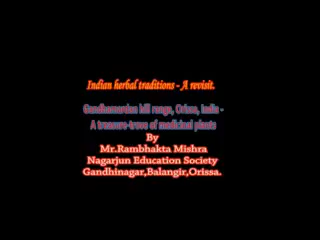 Indian herbal traditions - A revisit.
Gandhamardan hill range, Orissa, India -
A treasure-trove of medicinal plants
By
Mr.Rambhakta Mishra
Nagarjun Education Society
Gandhinagar,Balangir,Orissa.